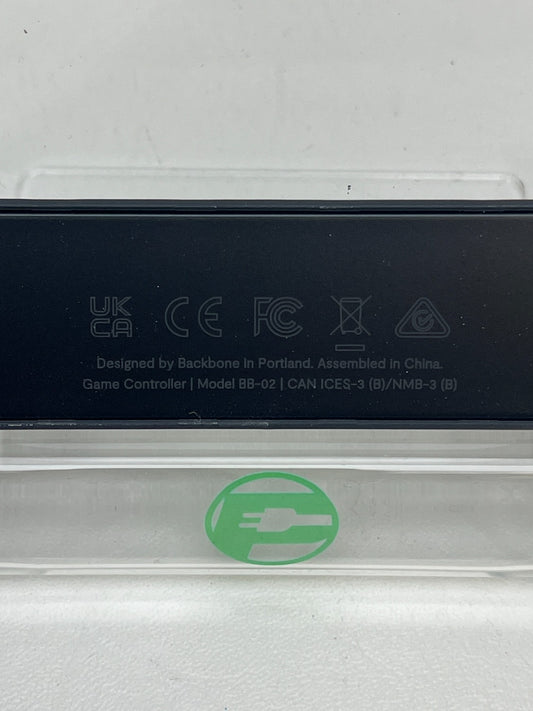 UK
CA
CE
FC
Designed by Backbone in Portland. Assembled in China.
Game Controller | Model BB-02 | CAN ICES-3 (B)/NMB-3 (B)